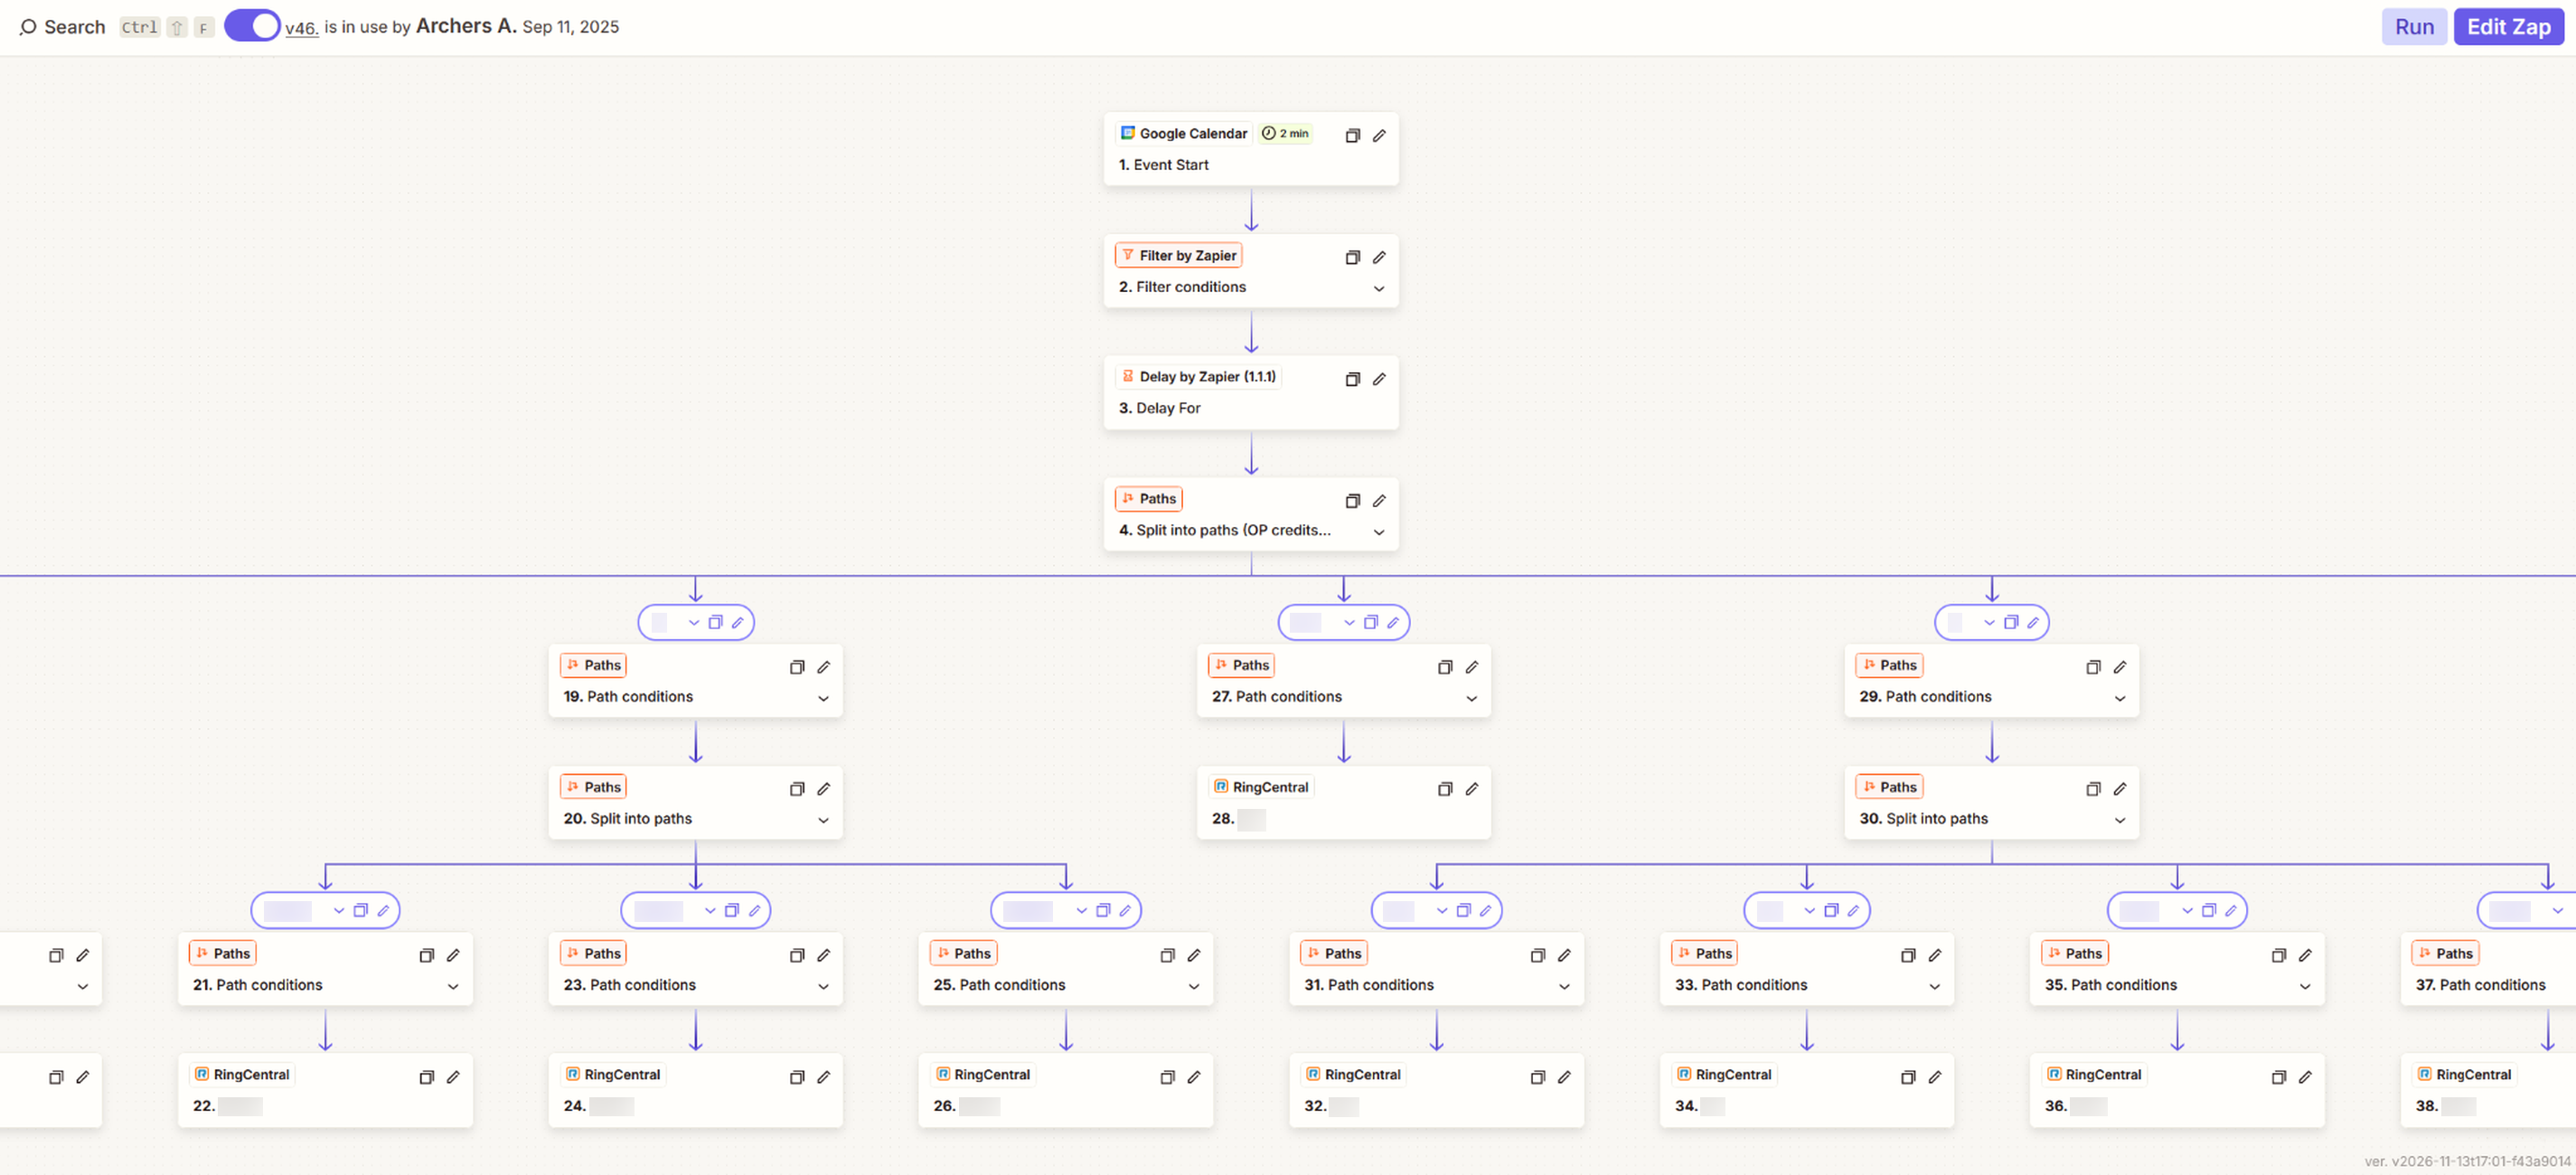 Search Ctrl ⇧ F v46. is in use by Archers A. Sep 11, 2025
Run Edit Zap
Google Calendar 2 min
1. Event Start
Filter by Zapier
2. Filter conditions
Delay by Zapier (1.1.1)
3. Delay For
Paths
4. Split into paths (OP credits...
Paths
19. Path conditions
Paths
27. Path conditions
Paths
29. Path conditions
Paths
20. Split into paths
RingCentral
28.
Paths
30. Split into paths
Paths
21. Path conditions
Paths
23. Path conditions
Paths
25. Path conditions
Paths
31. Path conditions
Paths
33. Path conditions
Paths
35. Path conditions
Paths
37. Path conditions
RingCentral
22.
RingCentral
24.
RingCentral
26.
RingCentral
32.
RingCentral
34.
RingCentral
36.
RingCentral
38.
ver. v2026-11-13t17:01-f43a9014